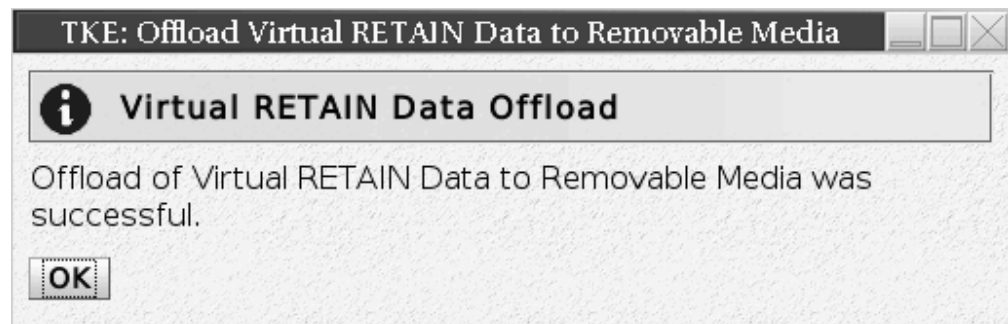 TKE: Offload Virtual RETAIN Data to Removable Media
Virtual RETAIN Data Offload
Offload of Virtual RETAIN Data to Removable Media was
successful.
OK